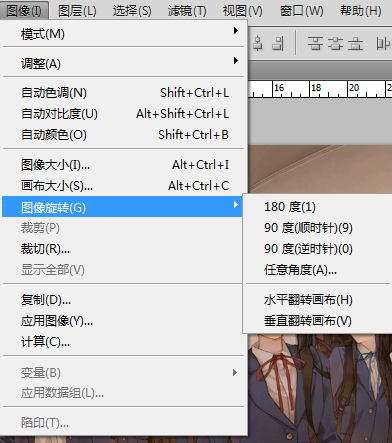 图像(I) 图层(L) 选择(S) 滤镜(T) 视图(V) 窗口(W) 帮助(H)
模式(M)
调整(A)
自动色调(N) Shift+Ctrl+L
自动对比度(U) Alt+Shift+Ctrl+L
自动颜色(O) Shift+Ctrl+B
16 18 20 22
图像大小(I)... Alt+Ctrl+I
画布大小(S)... Alt+Ctrl+C
图像旋转(G)
180 度(1)
裁剪(P)
90 度(顺时针)(9)
裁切(R)...
90 度(逆时针)(0)
显示全部(V)
任意角度(A)...
复制(D)...
水平翻转画布(H)
应用图像(Y)...
垂直翻转画布(V)
计算(C)...
变量(B)
应用数据组(L)...
陷印(T)...